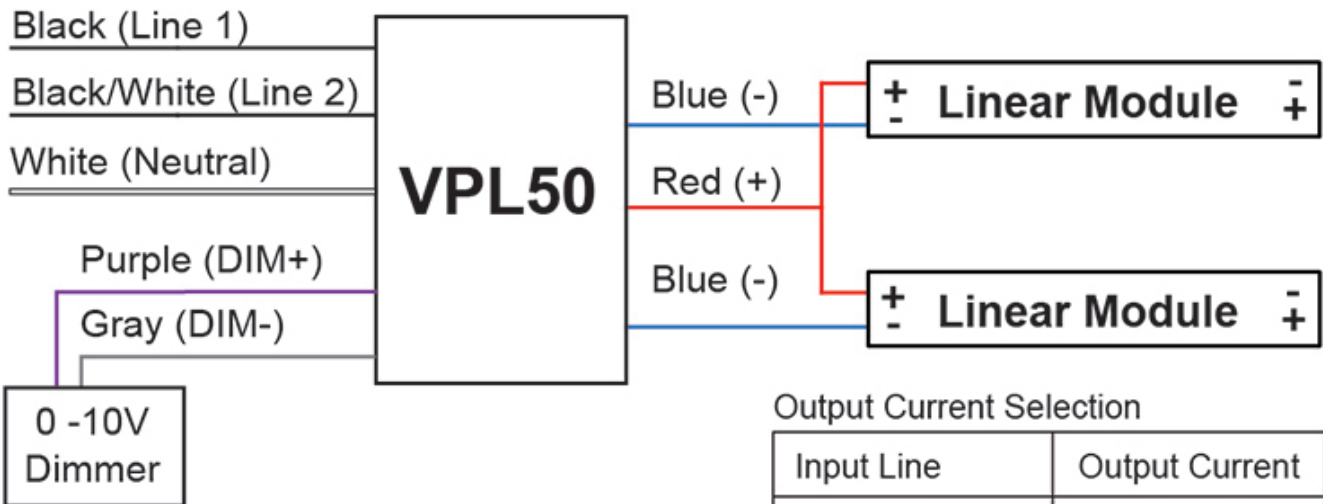 Black (Line 1)
Black/White (Line 2)
White (Neutral)
Purple (DIM+)
Gray (DIM-)
0 -10V
Dimmer
VPL50
Blue (-)
Red (+)
Blue (-)
+ Linear Module -
- +
+ Linear Module -
- +
Output Current Selection
Input Line Output Current